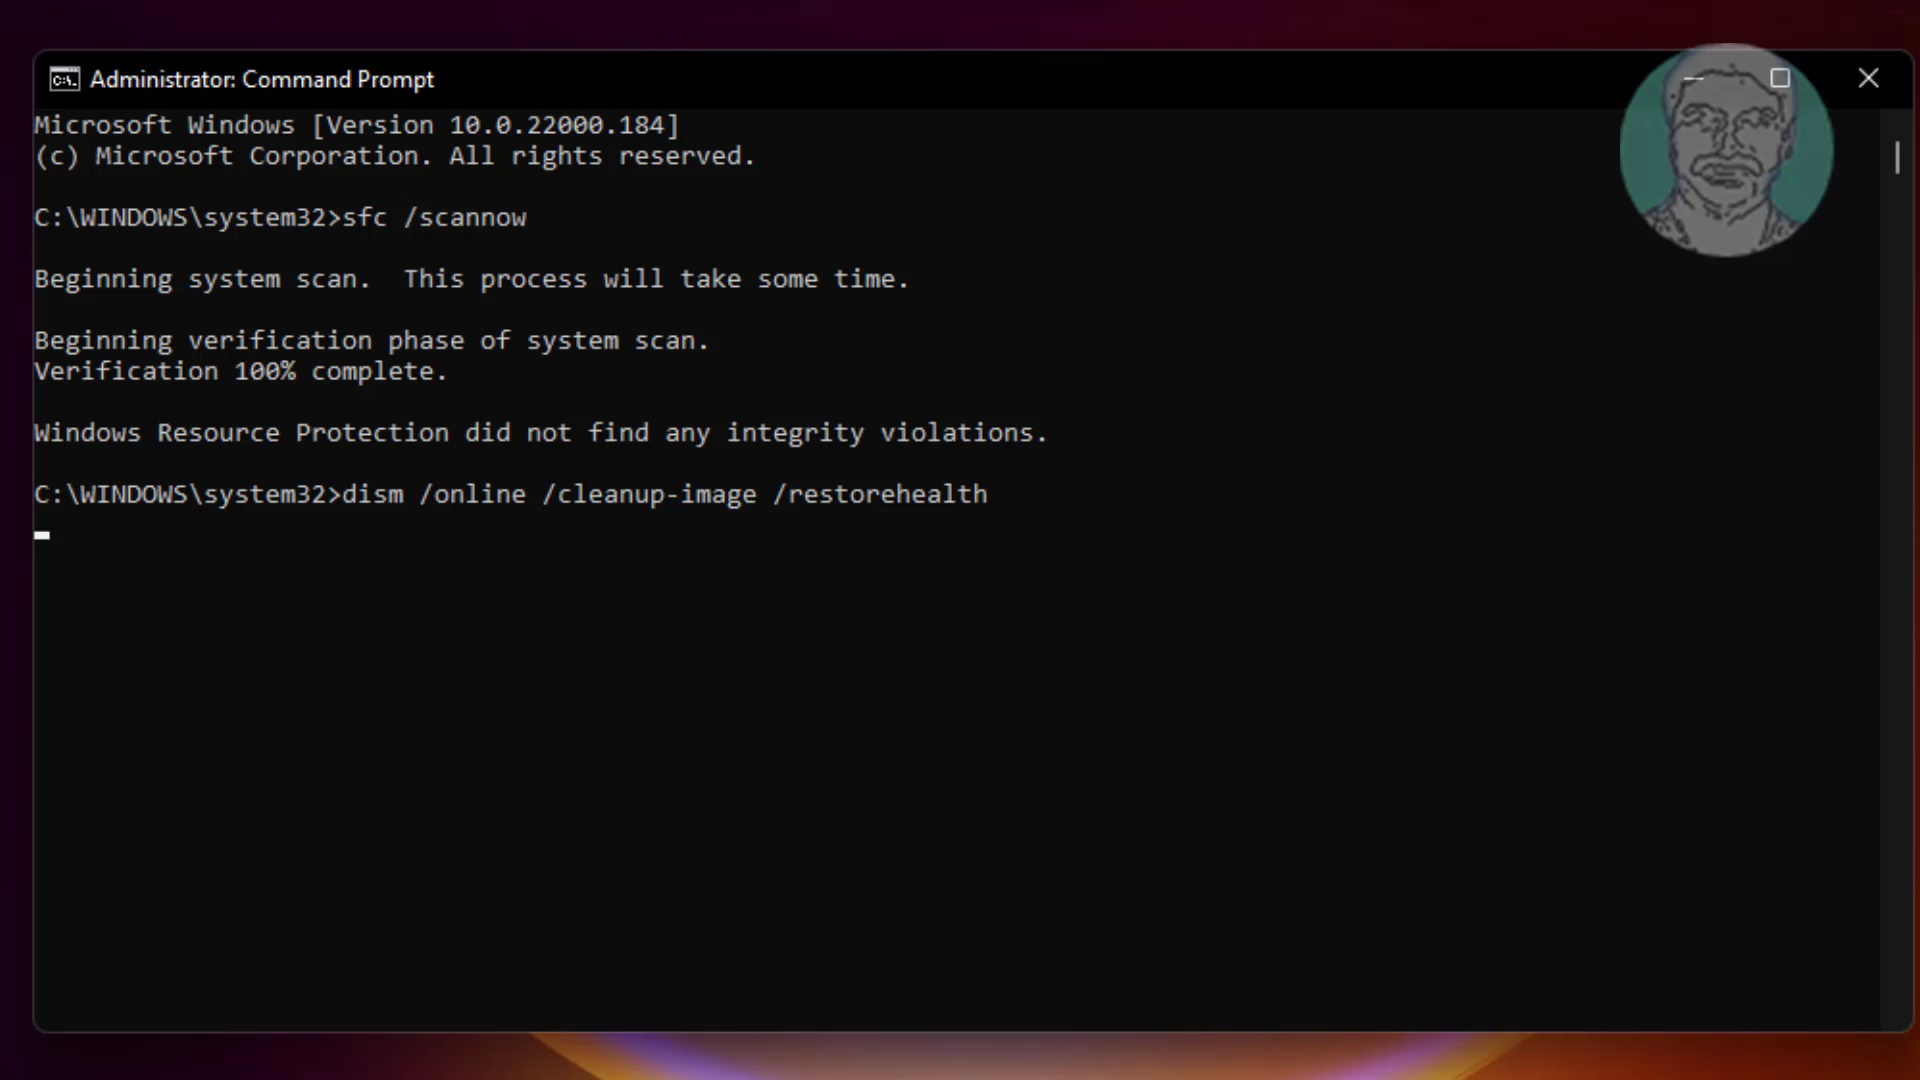 Administrator: Command Prompt
Microsoft Windows [Version 10.0.22000.184]
(c) Microsoft Corporation. All rights reserved.
C:\WINDOWS\system32>sfc /scannow
Beginning system scan.  This process will take some time.
Beginning verification phase of system scan.
Verification 100% complete.
Windows Resource Protection did not find any integrity violations.
C:\WINDOWS\system32>dism /online /cleanup-image /restorehealth